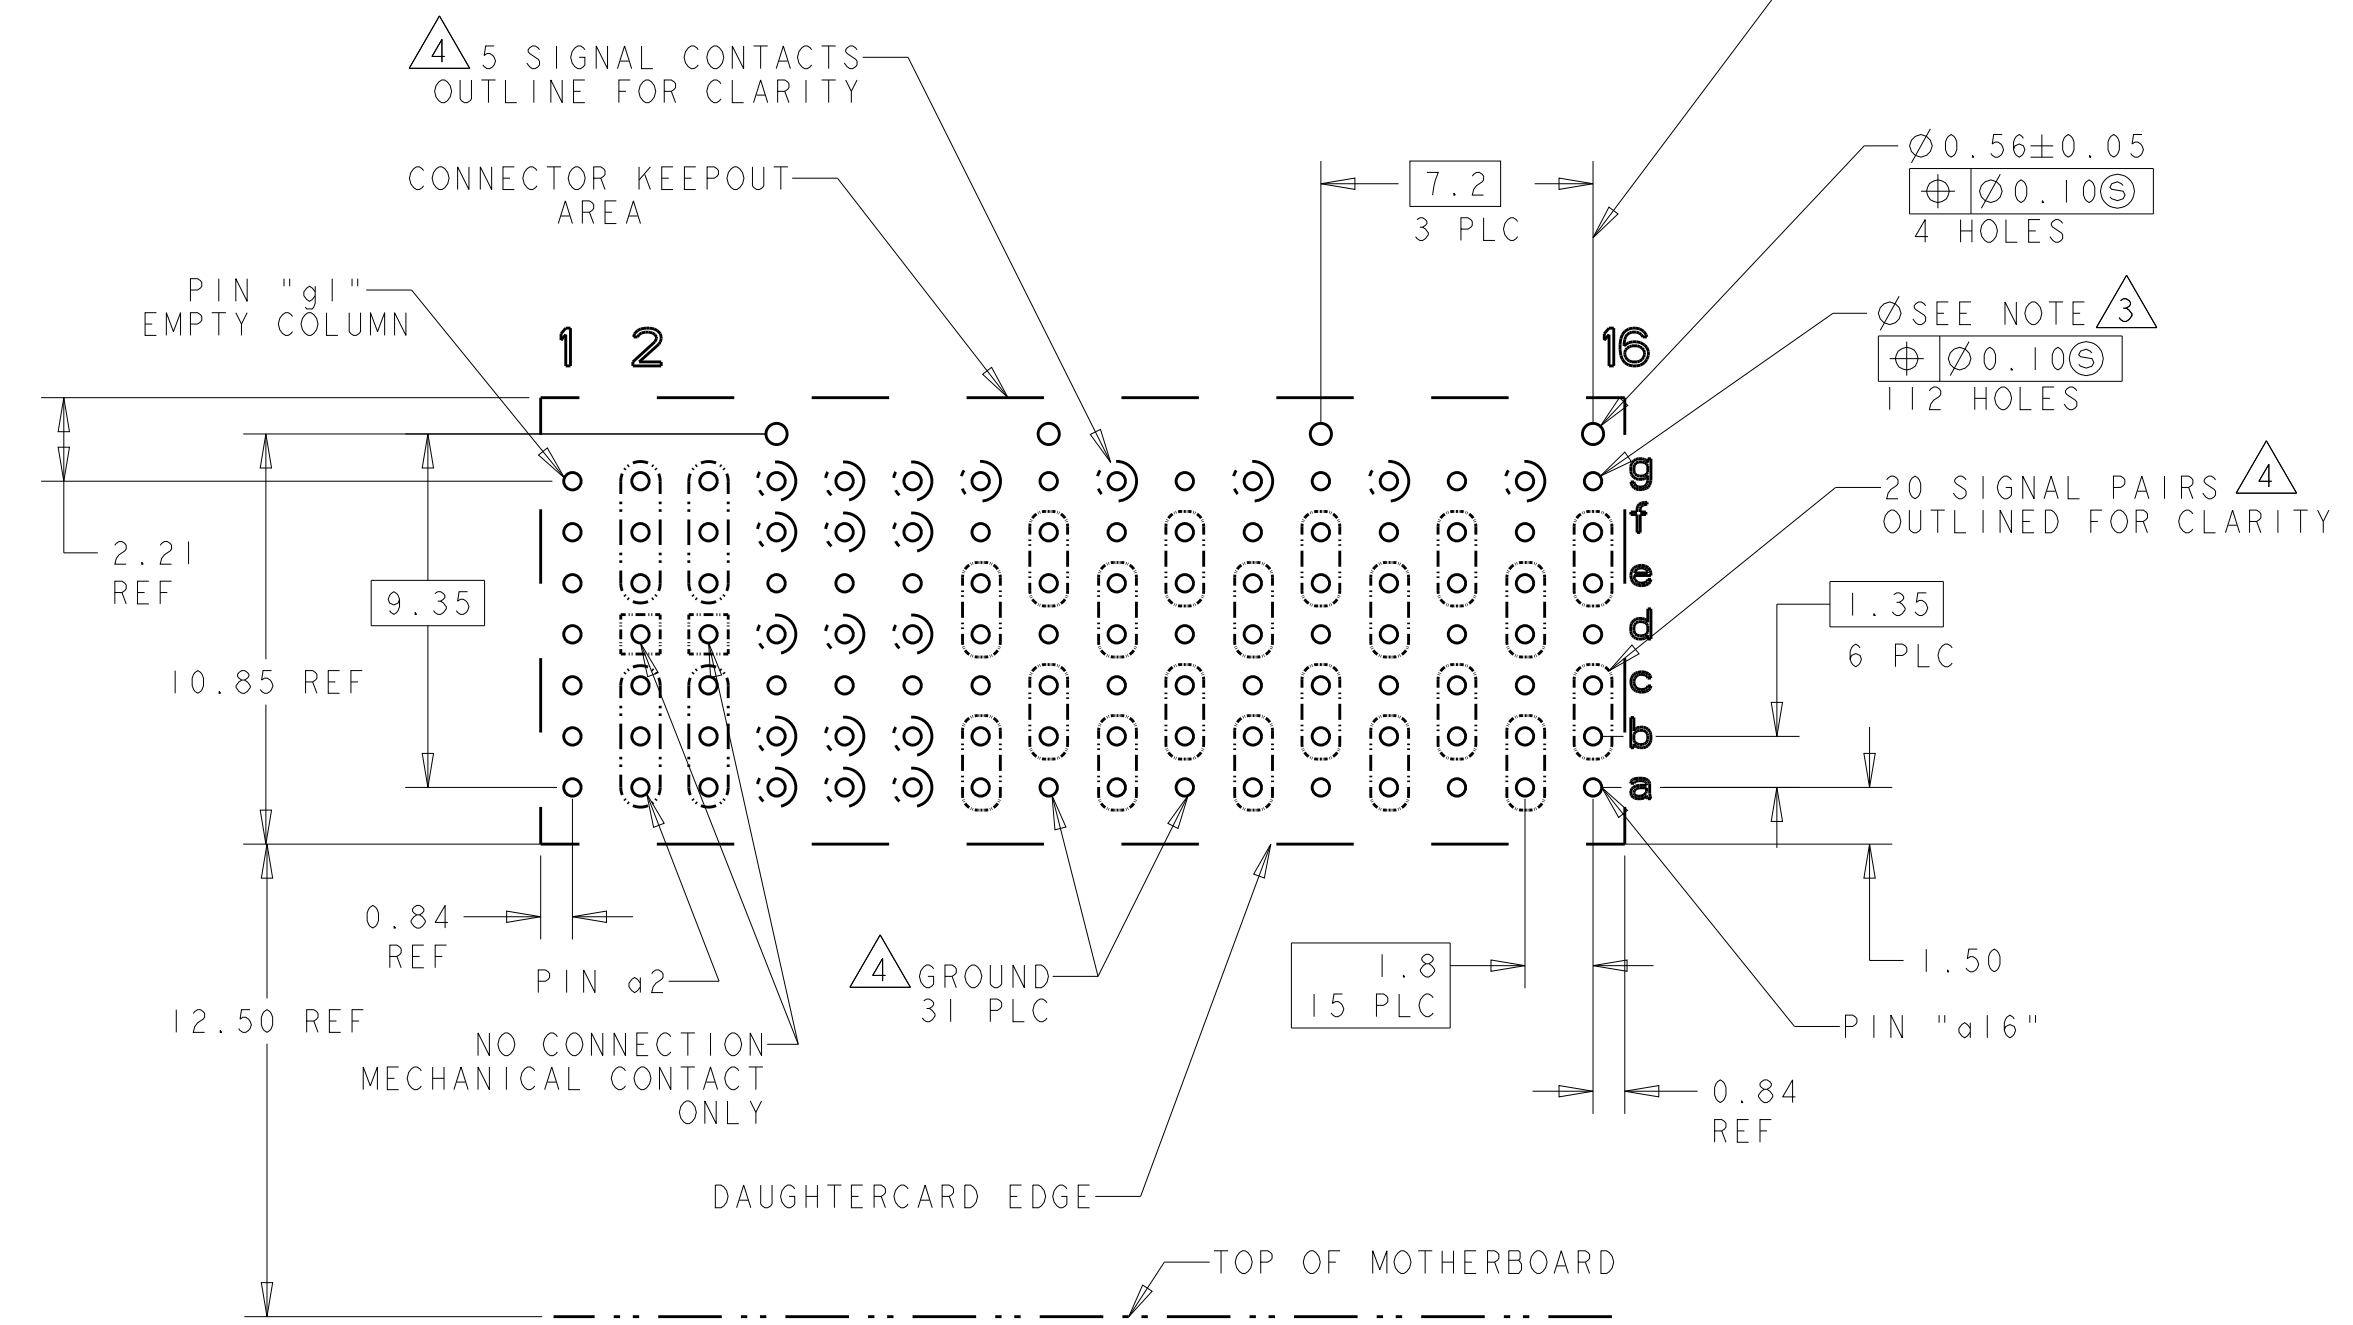 4 5 SIGNAL CONTACTS
OUTLINE FOR CLARITY
CONNECTOR KEEPOUT
AREA
PIN "g1"
EMPTY COLUMN
1 2 16
7.2
3 PLC
Ø0.56±0.05
⌖ Ø0.10Ⓢ
4 HOLES
ØSEE NOTE 3
⌖ Ø0.10Ⓢ
112 HOLES
20 SIGNAL PAIRS 4
OUTLINED FOR CLARITY
g
f
e
d
c
b
a
2.21
REF
9.35
10.85 REF
1.35
6 PLC
0.84
REF
PIN a2
4 GROUND
31 PLC
1.8
15 PLC
1.50
12.50 REF
PIN "a16"
NO CONNECTION
MECHANICAL CONTACT
ONLY
0.84
REF
DAUGHTERCARD EDGE
TOP OF MOTHERBOARD